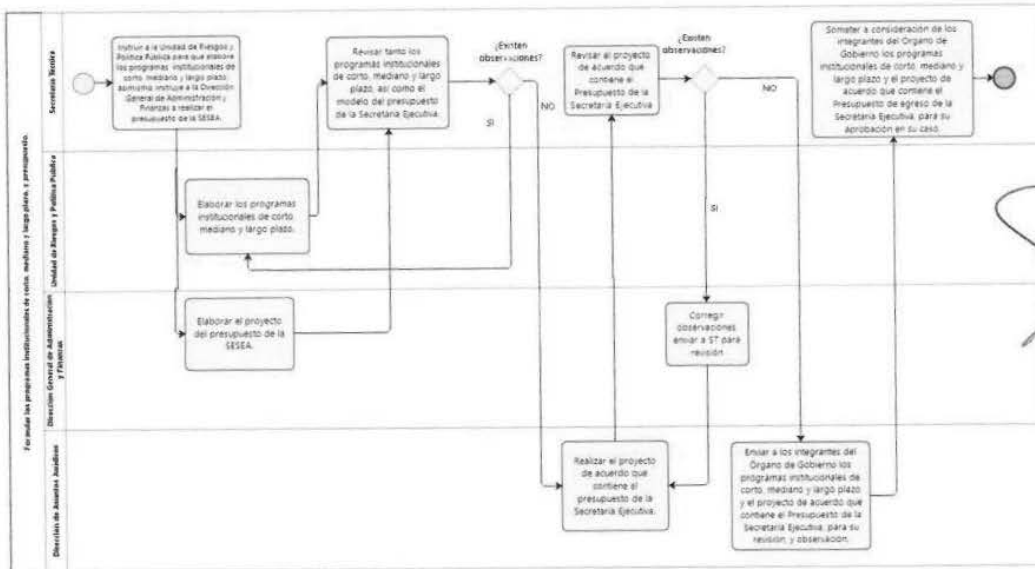 Formular los programas institucionales de corto, mediano y largo plazo, y presupuesto.
Secretaría Técnica
Instruir a la Unidad de Riesgos y
Política Pública para que elabore
los programas institucionales de
corto, mediano y largo plazo,
asimismo, instruye a la Dirección
General de Administración y
Finanzas a realizar el
presupuesto de la SESEA.
Revisar tanto los
programas institucionales
de corto, mediano y largo
plazo, así como el
modelo del presupuesto
de la Secretaría Ejecutiva.
¿Existen
observaciones?
SI
NO
Revisar el proyecto
de acuerdo que
contiene el
Presupuesto de
la Secretaría Ejecutiva
¿Existen
observaciones?
NO
SI
Someter a consideración de los
integrantes del Órgano de
Gobierno los programas
institucionales de corto, mediano y
largo plazo y el proyecto de
acuerdo que contiene el
Presupuesto de egreso de la
Secretaría Ejecutiva, para su
Aprobación en su caso.
Unidad de Riesgos y Política Pública
Elaborar los programas
institucionales de corto
mediano y largo plazo.
Dirección General de Administración
y Finanzas
Elaborar el proyecto
del presupuesto de la
SESEA.
Corregir
observaciones
enviar a ST para
revisión
Dirección de Asuntos Jurídicos
Realizar el proyecto
de acuerdo que
contiene el
presupuesto de la
Secretaría Ejecutiva.
Enviar a los integrantes del
Órgano de Gobierno los
programas institucionales de
corto, mediano y largo plazo
y el proyecto de acuerdo que
contiene el Presupuesto de la
Secretaría Ejecutiva, para su
revisión, y observación.